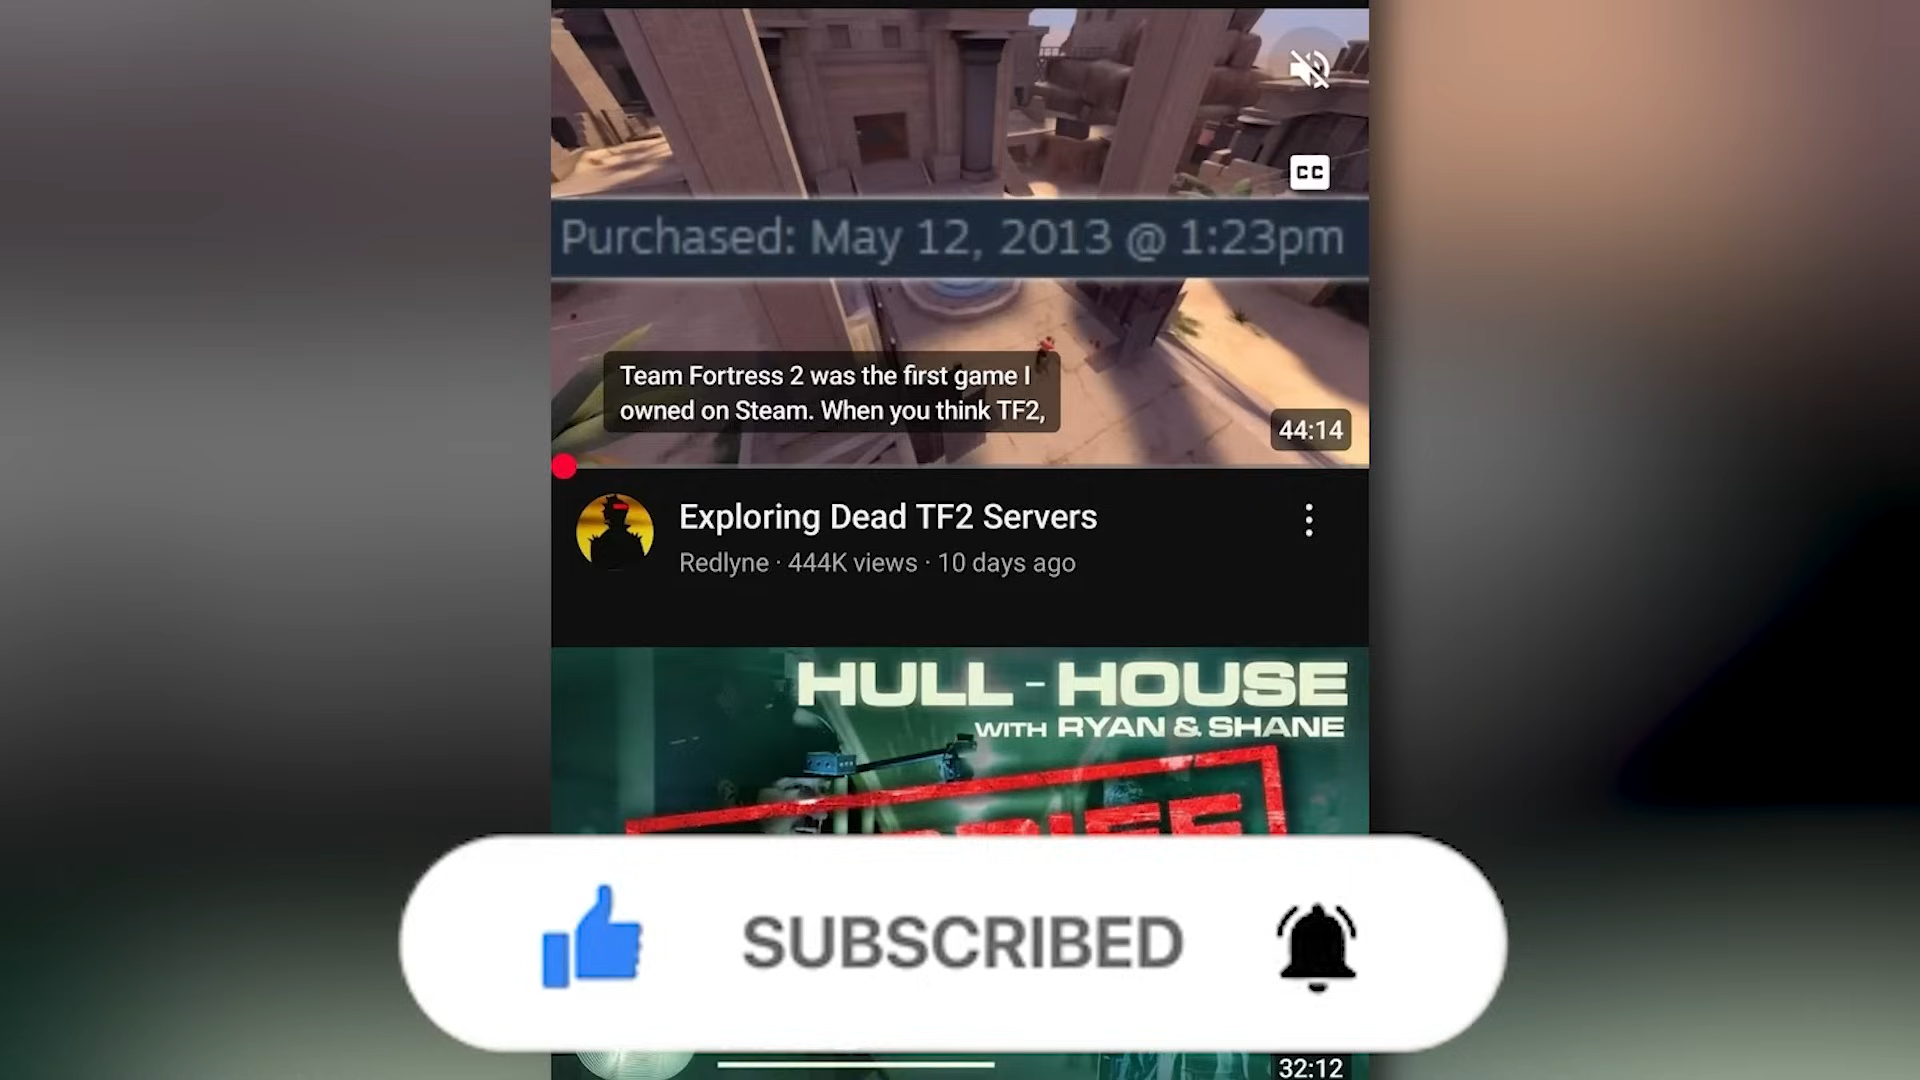 CC
Purchased: May 12, 2013 @ 1:23pm
Team Fortress 2 was the first game I
owned on Steam. When you think TF2,
44:14
Exploring Dead TF2 Servers
Redlyne · 444K views · 10 days ago
HULL - HOUSE
WITH RYAN & SHANE
SUBSCRIBED
32:12